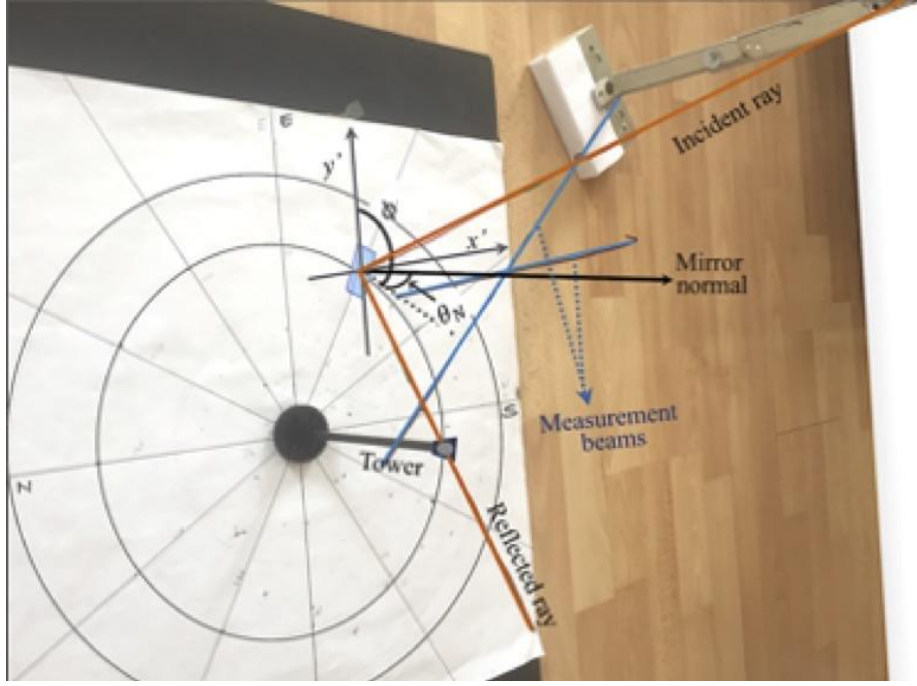 E
y'
Φ
x'
Incident ray
Mirror
normal
θN
S
Measurement
beams
Tower
N
Reflected ray